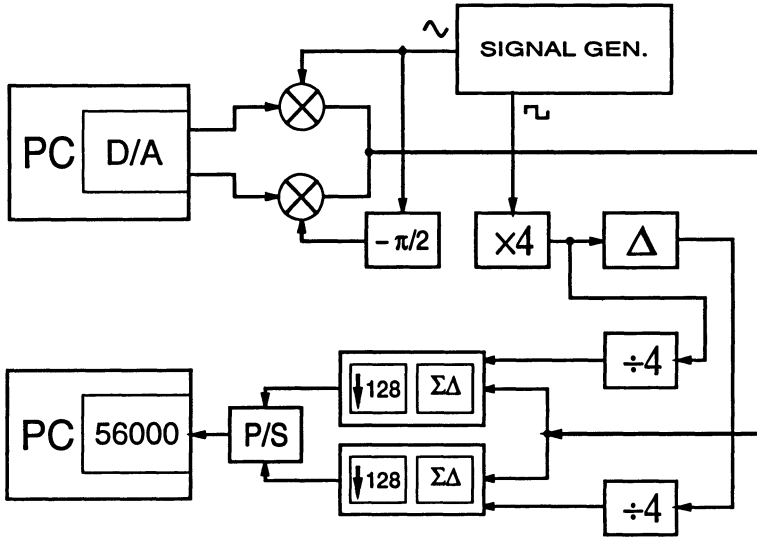 SIGNAL GEN.
PC D/A
- π/2
×4
Δ
÷4
↓128 ΣΔ
PC 56000
P/S
↓128 ΣΔ
÷4